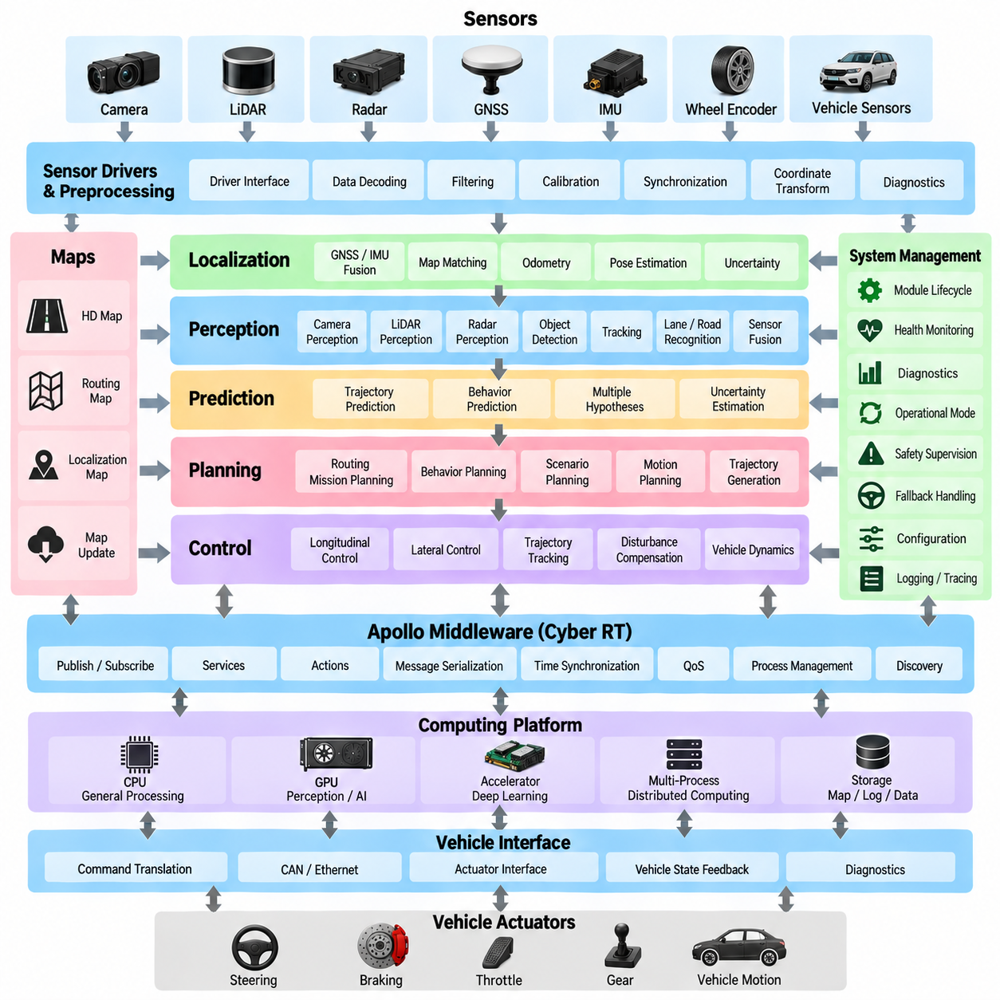 Sensors
Camera
LiDAR
Radar
GNSS
IMU
Wheel Encoder
Vehicle Sensors
Sensor Drivers
& Preprocessing
Driver Interface
Data Decoding
Filtering
Calibration
Synchronization
Coordinate
Transform
Diagnostics
Maps
HD Map
Routing
Map
Localization
Map
Map
Update
Localization
GNSS / IMU
Fusion
Map Matching
Odometry
Pose Estimation
Uncertainty
Perception
Camera
Perception
LiDAR
Perception
Radar
Perception
Object
Detection
Tracking
Lane / Road
Recognition
Sensor
Fusion
Prediction
Trajectory
Prediction
Behavior
Prediction
Multiple
Hypotheses
Uncertainty
Estimation
Planning
Routing
Mission Planning
Behavior Planning
Scenario
Planning
Motion
Planning
Trajectory
Generation
Control
Longitudinal
Control
Lateral Control
Trajectory
Tracking
Disturbance
Compensation
Vehicle Dynamics
System Management
Module Lifecycle
Health Monitoring
Diagnostics
Operational Mode
Safety Supervision
Fallback Handling
Configuration
Logging / Tracing
Apollo Middleware (Cyber RT)
Publish / Subscribe
Services
Actions
Message Serialization
Time Synchronization
QoS
Process Management
Discovery
Computing Platform
CPU
General Processing
GPU
Perception / AI
Accelerator
Deep Learning
Multi-Process
Distributed Computing
Storage
Map / Log / Data
Vehicle Interface
Command Translation
CAN / Ethernet
Actuator Interface
Vehicle State Feedback
Diagnostics
Vehicle Actuators
Steering
Braking
Throttle
Gear
Vehicle Motion